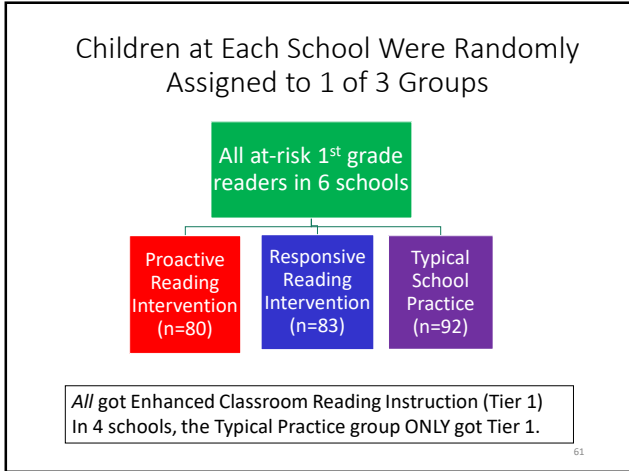 Children at Each School Were Randomly
Assigned to 1 of 3 Groups
All at-risk 1st grade
readers in 6 schools
Proactive
Reading
Intervention
(n=80)
Responsive
Reading
Intervention
(n=83)
Typical
School
Practice
(n=92)
All got Enhanced Classroom Reading Instruction (Tier 1)
In 4 schools, the Typical Practice group ONLY got Tier 1.
61